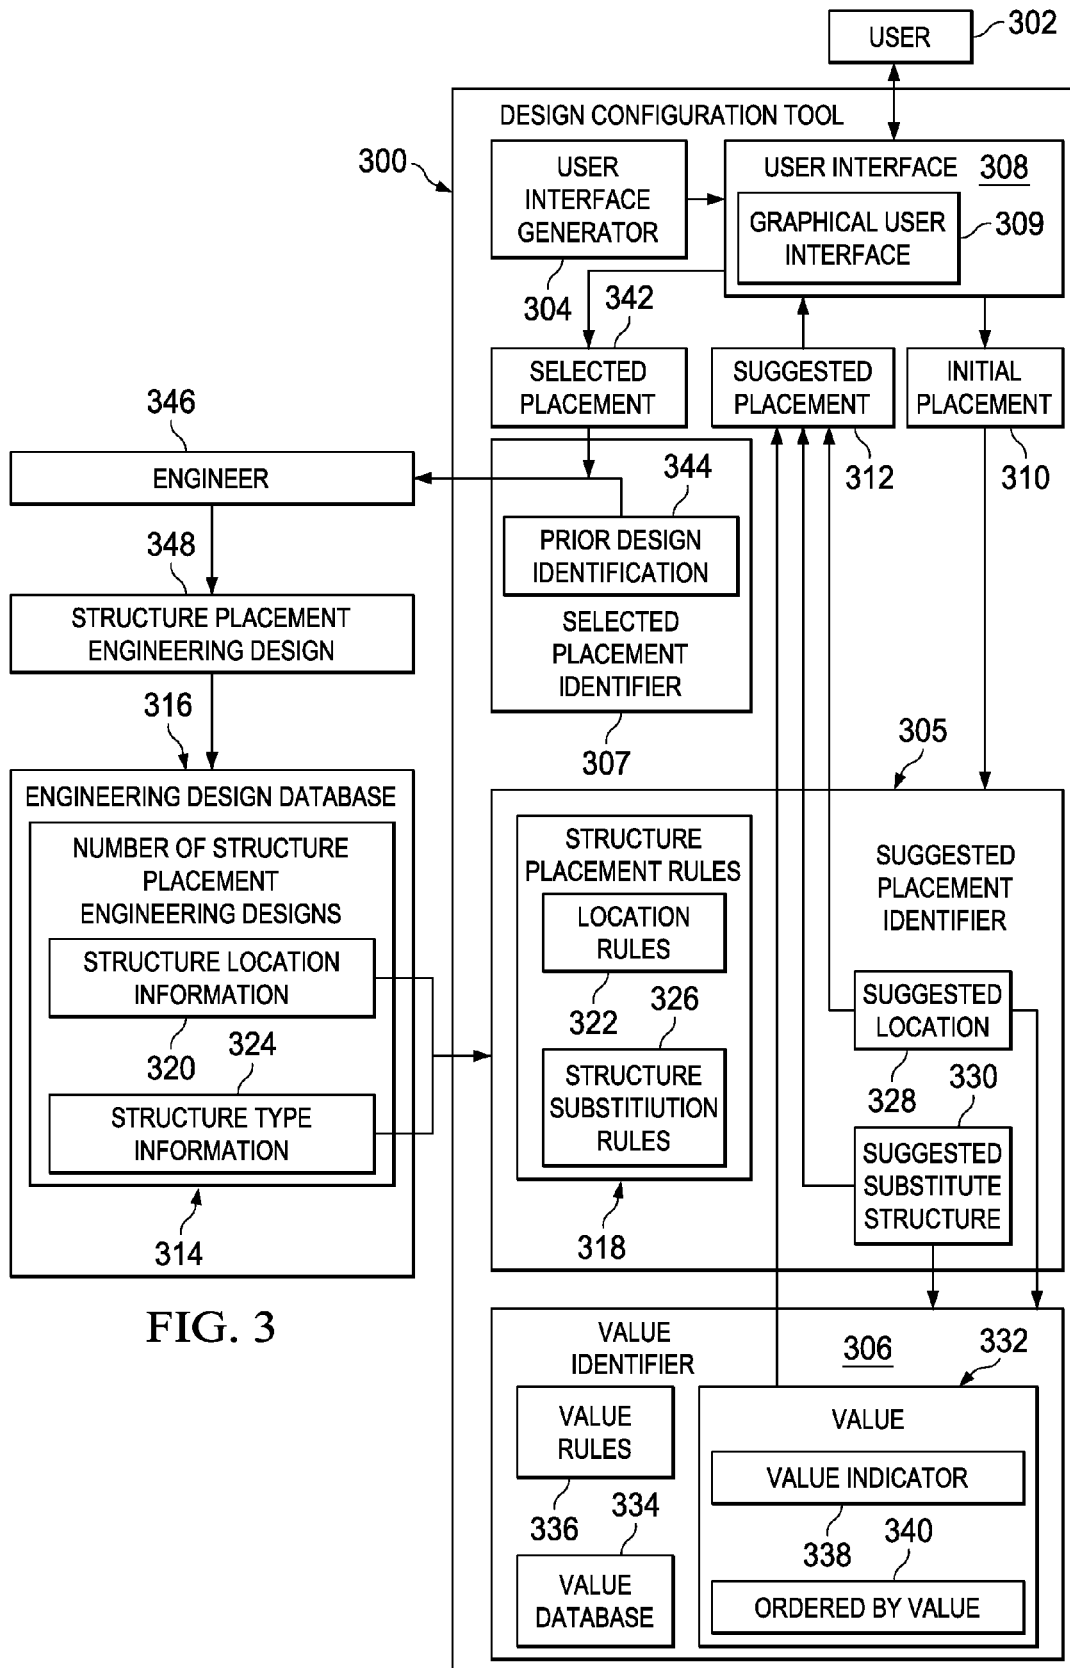 USER
302
DESIGN CONFIGURATION TOOL
300
USER
INTERFACE
GENERATOR
304
USER INTERFACE
308
GRAPHICAL USER
INTERFACE
309
342
SELECTED
PLACEMENT
SUGGESTED
PLACEMENT
312
INITIAL
PLACEMENT
310
346
ENGINEER
344
PRIOR DESIGN
IDENTIFICATION
SELECTED
PLACEMENT
IDENTIFIER
307
348
STRUCTURE PLACEMENT
ENGINEERING DESIGN
316
ENGINEERING DESIGN DATABASE
NUMBER OF STRUCTURE
PLACEMENT
ENGINEERING DESIGNS
STRUCTURE LOCATION
INFORMATION
320
324
STRUCTURE TYPE
INFORMATION
314
305
STRUCTURE
PLACEMENT RULES
LOCATION
RULES
322
326
STRUCTURE
SUBSTITIUTION
RULES
318
SUGGESTED
PLACEMENT
IDENTIFIER
SUGGESTED
LOCATION
328
330
SUGGESTED
SUBSTITUTE
STRUCTURE
FIG. 3
VALUE
IDENTIFIER
306
332
VALUE
RULES
336
334
VALUE
DATABASE
VALUE
VALUE INDICATOR
338
340
ORDERED BY VALUE